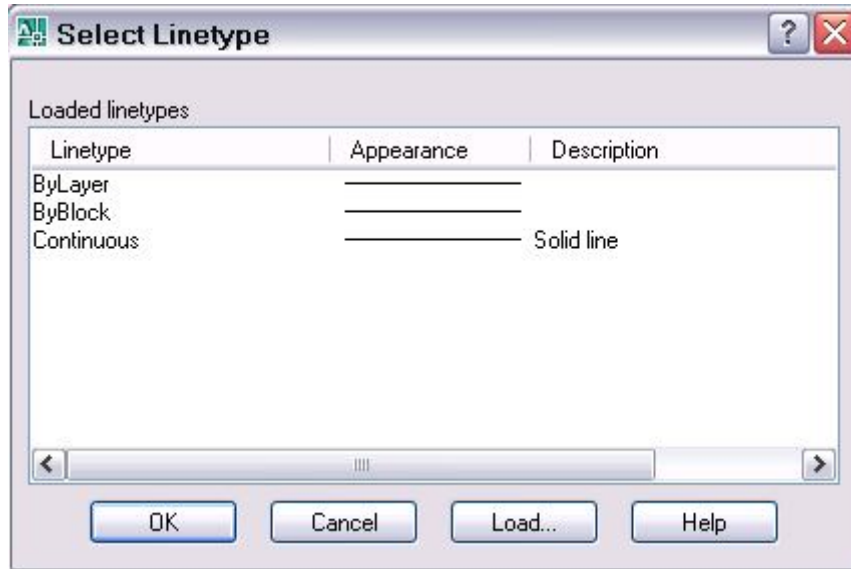 Select Linetype
Loaded linetypes
Linetype Appearance Description
ByLayer
ByBlock
Continuous Solid line
OK Cancel Load... Help